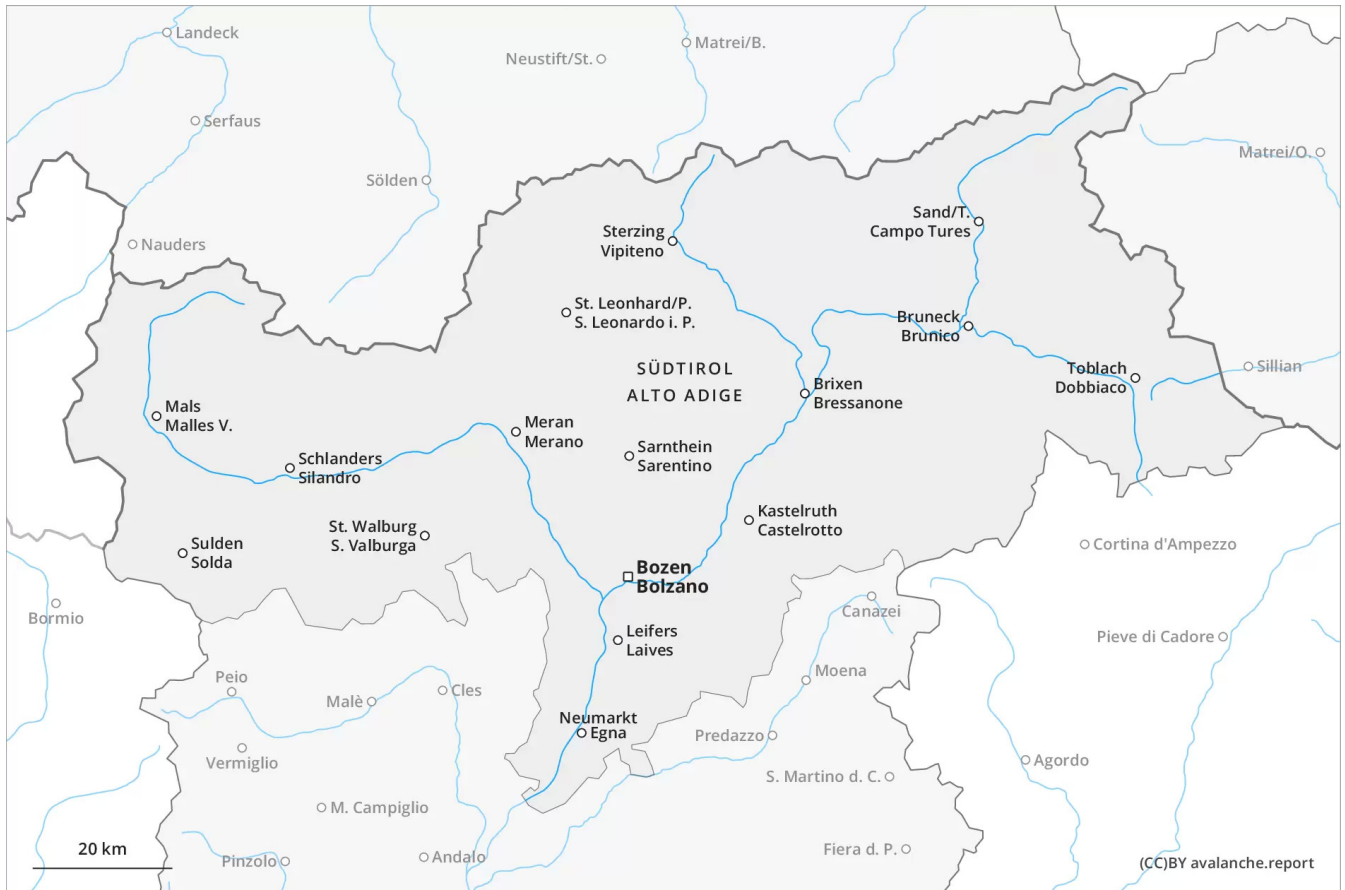 Landeck
Matrei/B.
Neustift/St.
Serfaus
Matrei/O.
Sölden
Nauders
Sand/T.
Campo Tures
Sterzing
Vipiteno
St. Leonhard/P.
S. Leonardo i. P.
Bruneck
Brunico
SÜDTIROL
ALTO ADIGE
Toblach
Dobbiaco
Sillian
Brixen
Bressanone
Mals
Malles V.
Meran
Merano
Sarnthein
Sarentino
Schlanders
Silandro
Kastelruth
Castelrotto
St. Walburg
S. Valburga
Sulden
Solda
Cortina d'Ampezzo
Bozen
Bolzano
Bormio
Canazei
Leifers
Laives
Pieve di Cadore
Peio
Malè
Cles
Moena
Neumarkt
Egna
Predazzo
Vermiglio
Agordo
S. Martino d. C.
M. Campiglio
20 km
Pinzolo
Andalo
Fiera d. P.
(CC)BY avalanche.report